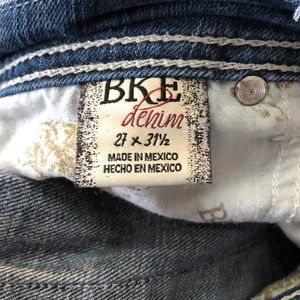 BKE
denim
27 x 31½
MADE IN MEXICO
HECHO EN MEXICO
B